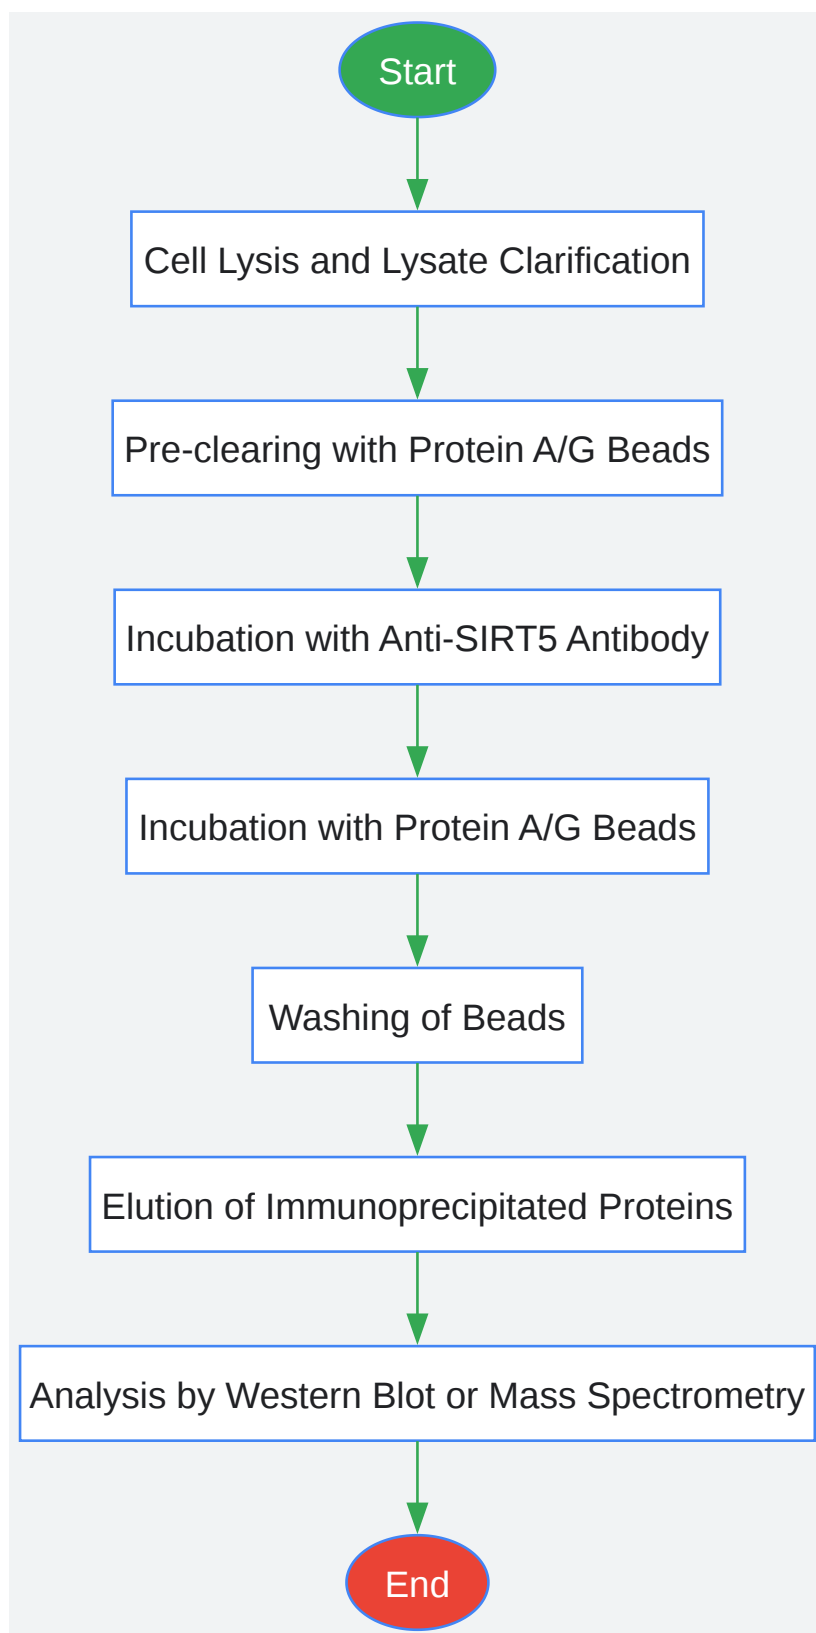 Start
Cell Lysis and Lysate Clarification
Pre-clearing with Protein A/G Beads
Incubation with Anti-SIRT5 Antibody
Incubation with Protein A/G Beads
Washing of Beads
Elution of Immunoprecipitated Proteins
Analysis by Western Blot or Mass Spectrometry
End